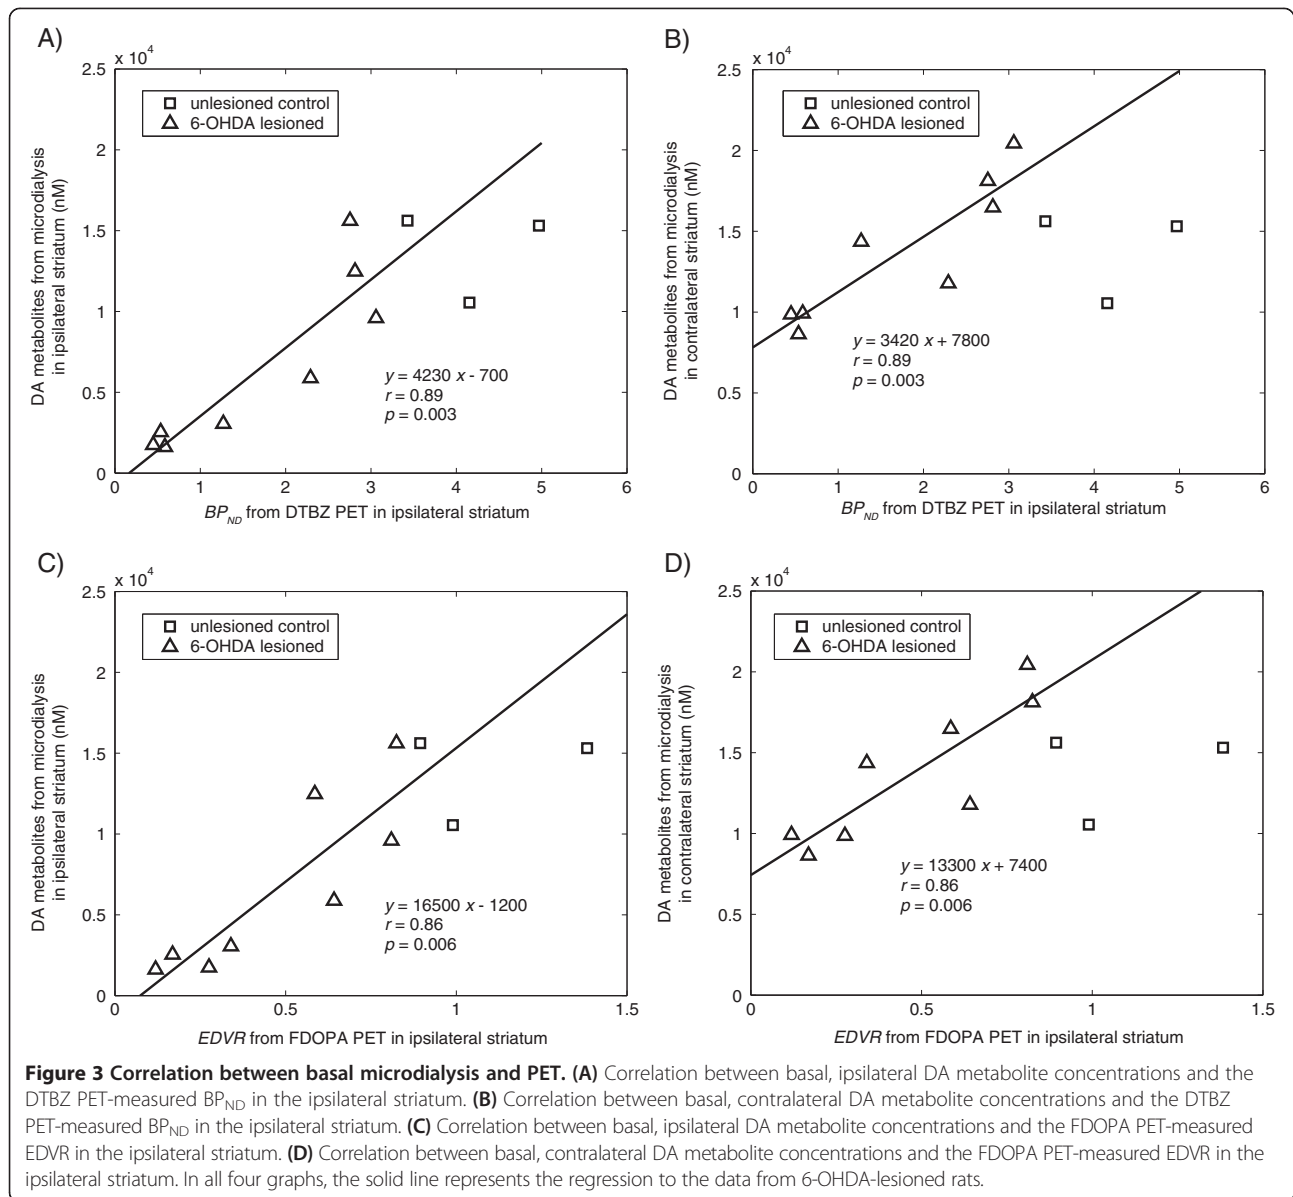 A)
x 10^4
2.5
2
1.5
1
0.5
0
0 1 2 3 4 5 6
unlesioned control
6-OHDA lesioned
DA metabolites from microdialysis
in ipsilateral striatum (nM)
y = 4230 x - 700
r = 0.89
p = 0.003
BP_ND from DTBZ PET in ipsilateral striatum
B)
x 10^4
2.5
2
1.5
1
0.5
0
0 1 2 3 4 5 6
unlesioned control
6-OHDA lesioned
DA metabolites from microdialysis
in contralateral striatum (nM)
y = 3420 x + 7800
r = 0.89
p = 0.003
BP_ND from DTBZ PET in ipsilateral striatum
C)
x 10^4
2.5
2
1.5
1
0.5
0
0 0.5 1 1.5
unlesioned control
6-OHDA lesioned
DA metabolites from microdialysis
in ipsilateral striatum (nM)
y = 16500 x - 1200
r = 0.86
p = 0.006
EDVR from FDOPA PET in ipsilateral striatum
D)
x 10^4
2.5
2
1.5
1
0.5
0
0 0.5 1 1.5
unlesioned control
6-OHDA lesioned
DA metabolites from microdialysis
in contralateral striatum (nM)
y = 13300 x + 7400
r = 0.86
p = 0.006
EDVR from FDOPA PET in ipsilateral striatum
Figure 3 Correlation between basal microdialysis and PET. (A) Correlation between basal, ipsilateral DA metabolite concentrations and the
DTBZ PET-measured BP_ND in the ipsilateral striatum. (B) Correlation between basal, contralateral DA metabolite concentrations and the DTBZ
PET-measured BP_ND in the ipsilateral striatum. (C) Correlation between basal, ipsilateral DA metabolite concentrations and the FDOPA PET-measured
EDVR in the ipsilateral striatum. (D) Correlation between basal, contralateral DA metabolite concentrations and the FDOPA PET-measured EDVR in the
ipsilateral striatum. In all four graphs, the solid line represents the regression to the data from 6-OHDA-lesioned rats.